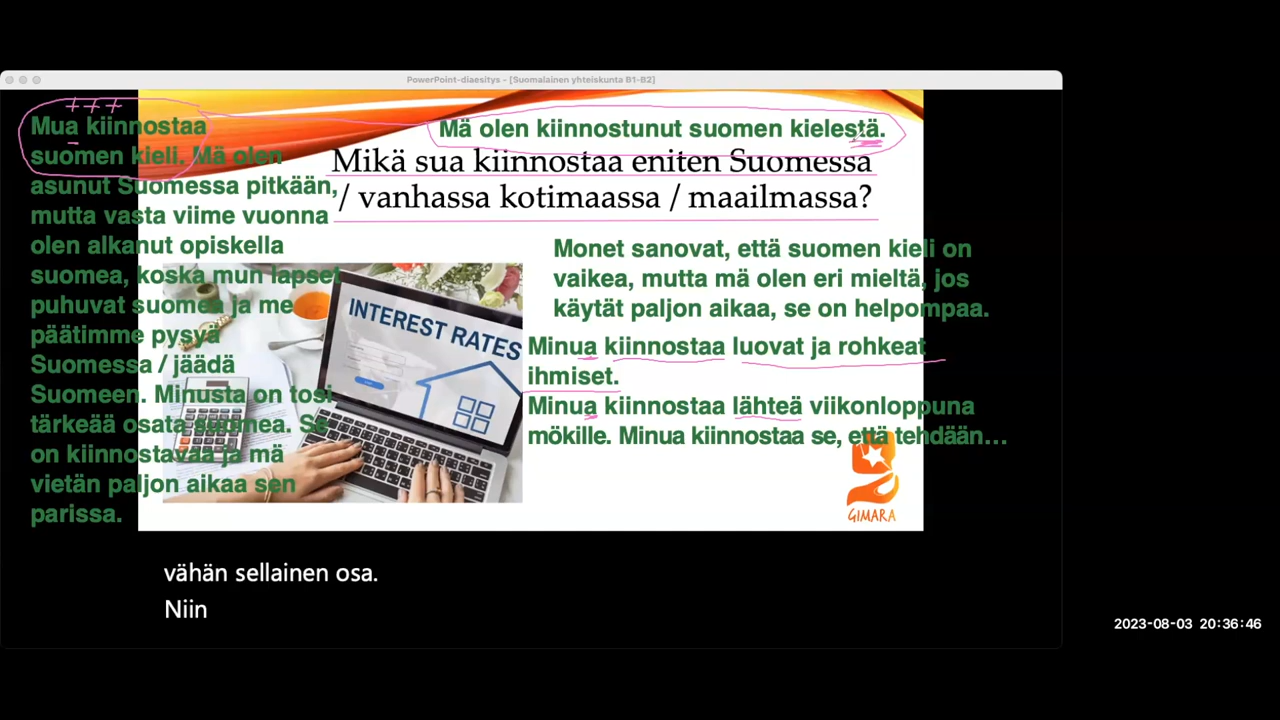 PowerPoint-diaesitys - [Suomalainen yhteiskunta B1-B2]
+++
Mua kiinnostaa
suomen kieli. Mä olen
asunut Suomessa pitkään,
mutta vasta viime vuonna
olen alkanut opiskella
suomea, koska mun lapset
puhuvat suomea ja me
päätimme pysyä
Suomessa / jäädä
Suomeen. Minusta on tosi
tärkeää osata suomea. Se
on kiinnostavaa ja mä
vietän paljon aikaa sen
parissa.
Mä olen kiinnostunut suomen kielestä.
Mikä sua kiinnostaa eniten Suomessa
/ vanhassa kotimaassa / maailmassa?
Monet sanovat, että suomen kieli on
vaikea, mutta mä olen eri mieltä, jos
käytät paljon aikaa, se on helpompaa.
INTEREST RATES
Minua kiinnostaa luovat ja rohkeat
ihmiset.
Minua kiinnostaa lähteä viikonloppuna
mökille. Minua kiinnostaa se, että tehdään...
GIMARA
vähän sellainen osa.
Niin
2023-08-03 20:36:46